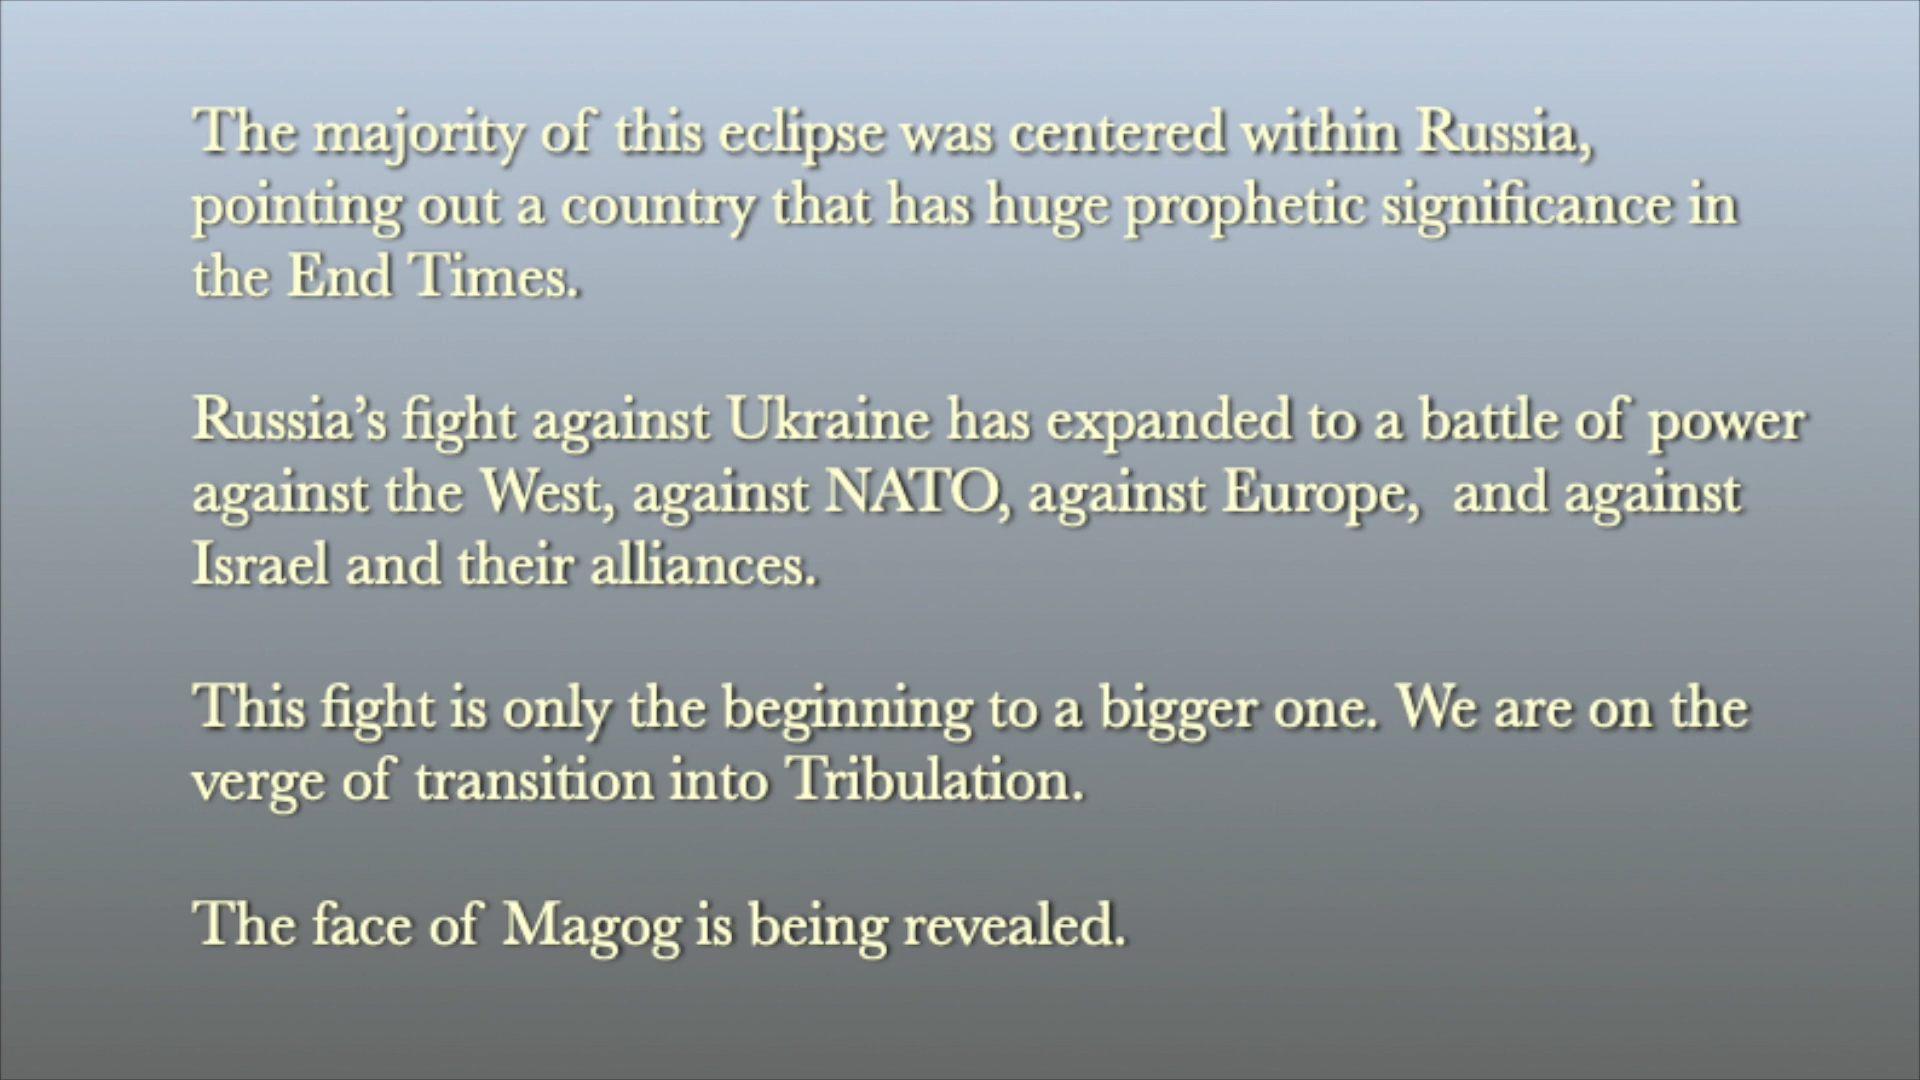 The majority of this eclipse was centered within Russia,
pointing out a country that has huge prophetic significance in
the End Times.
Russia’s fight against Ukraine has expanded to a battle of power
against the West, against NATO, against Europe,  and against
Israel and their alliances.
This fight is only the beginning to a bigger one. We are on the
verge of transition into Tribulation.
The face of Magog is being revealed.